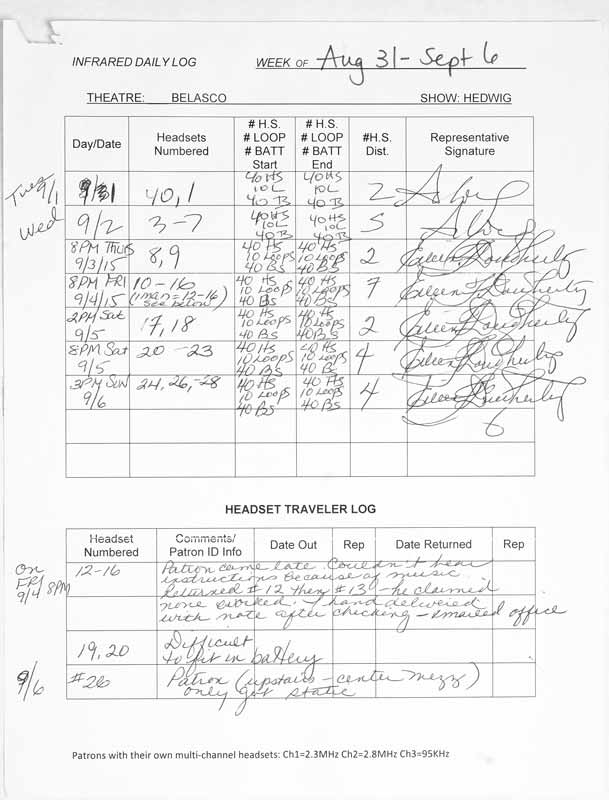 INFRARED DAILY LOG WEEK OF Aug 31 - Sept 6
THEATRE: BELASCO SHOW: HEDWIG
Day/Date Headsets Numbered # H.S. # LOOP # BATT Start # H.S. # LOOP # BATT End #H.S. Dist. Representative Signature
Tues 9/1 40, 1 40 HS 10 L 40 B 40 HS 10 L 40 B 2
Wed 9/2 3-7 40 HS 10 L 40 B 40 HS 10 L 40 B 5
8PM Thurs 9/3/15 8, 9 40 HS 10 Loops 40 BS 40 HS 10 Loops 40 BS 2 Eileen Dougherty
8PM FRI 9/4/15 10-16 (1 man = 12-16) see below 40 HS 10 Loops 40 BS 40 HS 10 Loops 40 BS 7 Eileen Dougherty
2PM Sat 9/5 17, 18 40 HS 10 Loops 40 BS 40 HS 10 Loops 40 BS 2 Eileen Dougherty
8PM Sat 9/5 20 - 23 40 HS 10 Loops 40 BS 40 HS 10 Loops 40 BS 4 Eileen Dougherty
3PM SUN 9/6 24, 26, -28 40 HS 10 Loops 40 BS 40 HS 10 Loops 40 BS 4 Eileen Dougherty
HEADSET TRAVELER LOG
Headset Numbered Comments/ Patron ID Info Date Out Rep Date Returned Rep
On FRI 9/4 8PM 12-16 Patron came late. Couldn't hear
instructions because of music.
Returned #12 then #13 - he claimed
none worked. I hand delivered
with note after checking - emailed office
19, 20 Difficult
to fit in battery
9/6 #26 Patron (upstairs - center mezz)
only got static
Patrons with their own multi-channel headsets: Ch1=2.3MHz Ch2=2.8MHz Ch3=95KHz